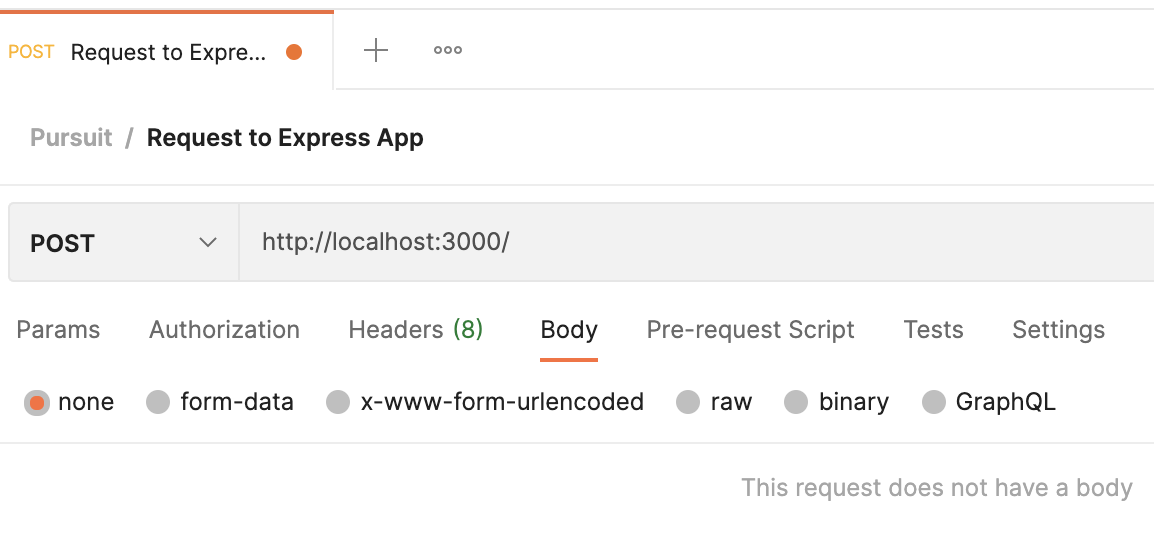 POST Request to Expre...
Pursuit / Request to Express App
POST http://localhost:3000/
Params Authorization Headers (8) Body Pre-request Script Tests Settings
none form-data x-www-form-urlencoded raw binary GraphQL
This request does not have a body